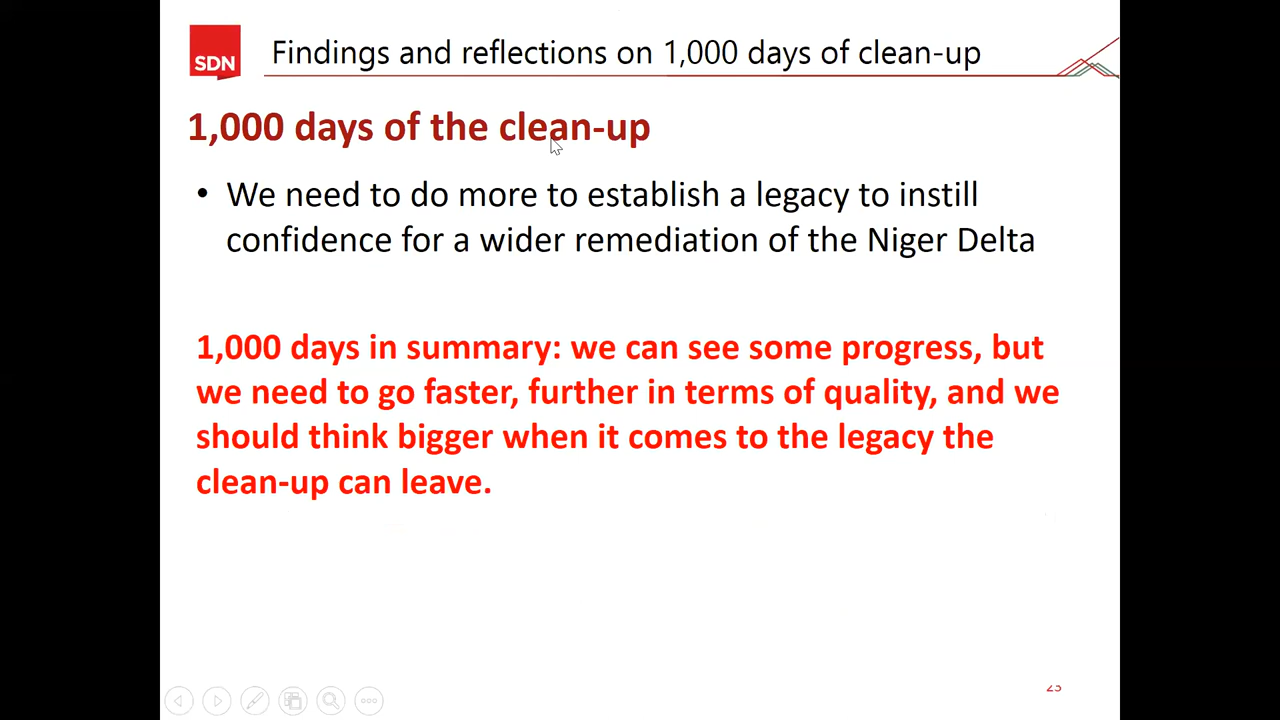 SDN
Findings and reflections on 1,000 days of clean-up
1,000 days of the clean-up
• We need to do more to establish a legacy to instill
confidence for a wider remediation of the Niger Delta
1,000 days in summary: we can see some progress, but
we need to go faster, further in terms of quality, and we
should think bigger when it comes to the legacy the
clean-up can leave.
23